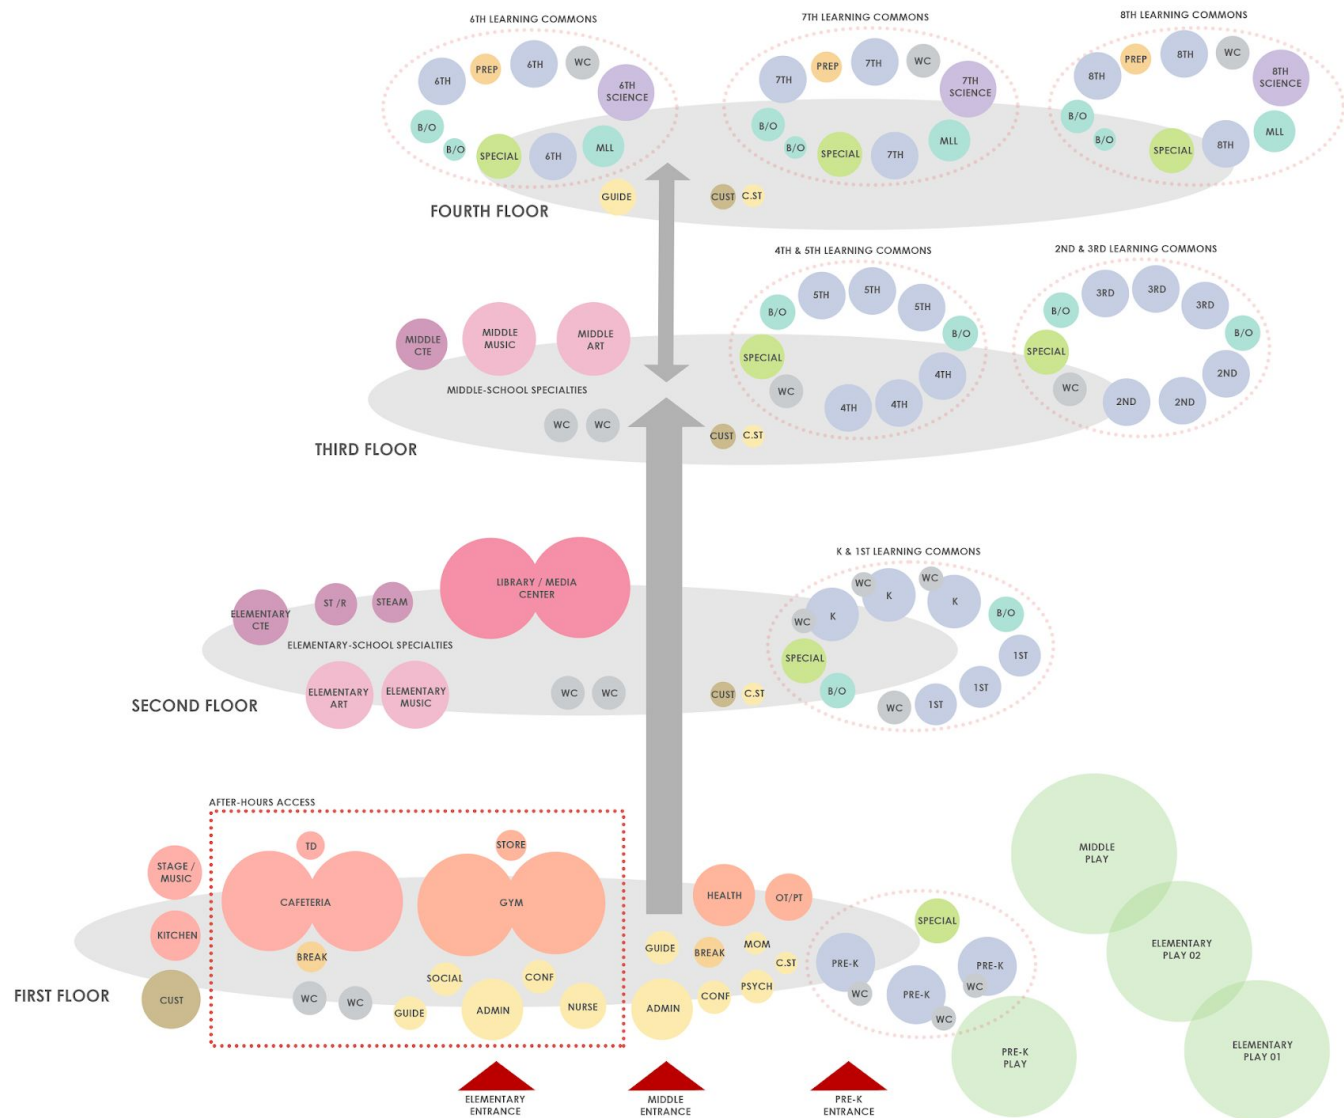 6TH LEARNING COMMONS
7TH LEARNING COMMONS
8TH LEARNING COMMONS
6TH
PREP
6TH
WC
6TH
SCIENCE
B/O
B/O
SPECIAL
6TH
MLL
7TH
PREP
7TH
WC
7TH
SCIENCE
B/O
B/O
SPECIAL
7TH
MLL
8TH
PREP
8TH
WC
8TH
SCIENCE
B/O
B/O
SPECIAL
8TH
MLL
GUIDE
CUST
C.ST
FOURTH FLOOR
4TH & 5TH LEARNING COMMONS
2ND & 3RD LEARNING COMMONS
MIDDLE
CTE
MIDDLE
MUSIC
MIDDLE
ART
MIDDLE-SCHOOL SPECIALTIES
WC
WC
CUST
C.ST
B/O
5TH
5TH
5TH
B/O
SPECIAL
WC
4TH
4TH
4TH
B/O
3RD
3RD
3RD
B/O
SPECIAL
WC
2ND
2ND
2ND
THIRD FLOOR
K & 1ST LEARNING COMMONS
LIBRARY / MEDIA
CENTER
ELEMENTARY
CTE
ST /R
STEAM
ELEMENTARY-SCHOOL SPECIALTIES
ELEMENTARY
ART
ELEMENTARY
MUSIC
WC
WC
CUST
C.ST
WC
K
WC
K
WC
K
B/O
SPECIAL
B/O
WC
1ST
1ST
1ST
SECOND FLOOR
AFTER-HOURS ACCESS
STAGE /
MUSIC
KITCHEN
CUST
TD
CAFETERIA
BREAK
WC
WC
STORE
GYM
SOCIAL
CONF
GUIDE
ADMIN
NURSE
HEALTH
OT/PT
GUIDE
BREAK
MOM
C.ST
PSYCH
CONF
ADMIN
SPECIAL
PRE-K
WC
PRE-K
WC
PRE-K
WC
FIRST FLOOR
MIDDLE
PLAY
ELEMENTARY
PLAY 02
ELEMENTARY
PLAY 01
PRE-K
PLAY
ELEMENTARY
ENTRANCE
MIDDLE
ENTRANCE
PRE-K
ENTRANCE